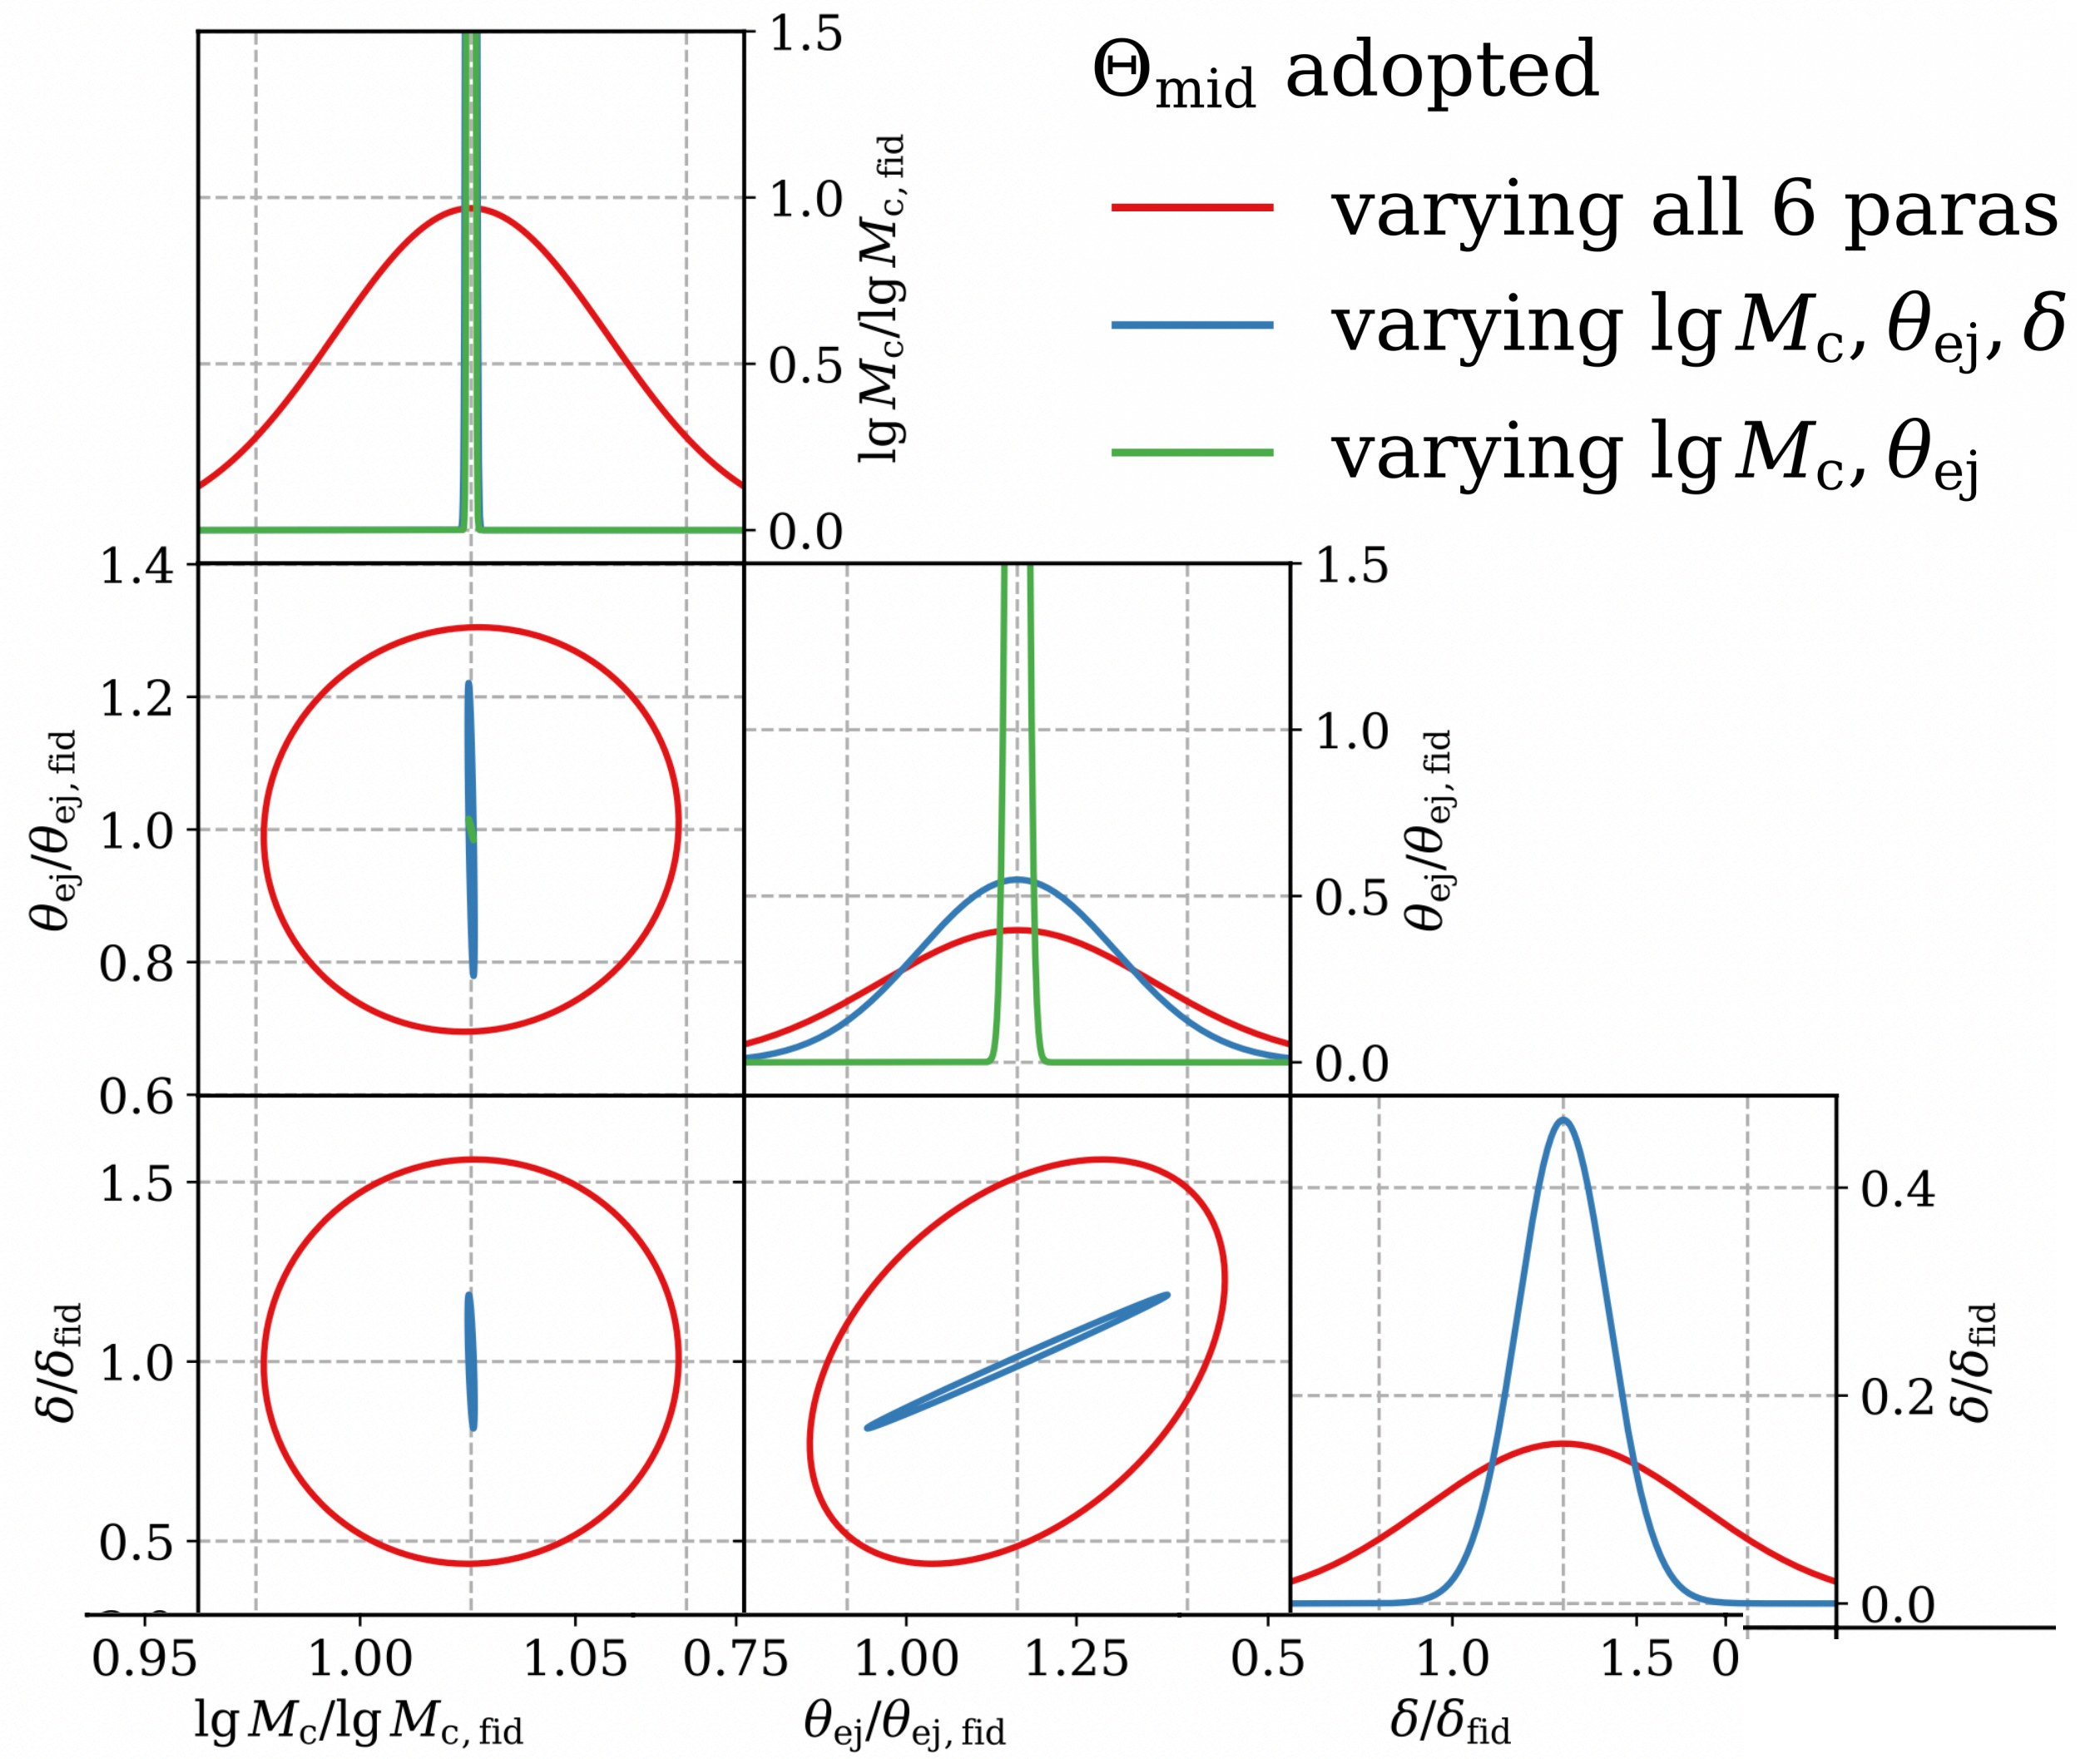 Θmid adopted
varying all 6 paras
varying lg Mc, θej, δ
varying lg Mc, θej
1.5
1.0
0.5
0.0
lg Mc/lg Mc, fid
1.4
1.2
1.0
0.8
0.6
θej/θej, fid
1.5
1.0
0.5
0.0
θej/θej, fid
1.5
1.0
0.5
δ/δfid
0.4
0.2
0.0
δ/δfid
0.95 1.00 1.05 0.75 1.00 1.25 0.5 1.0 1.5 0
lg Mc/lg Mc, fid θej/θej, fid δ/δfid